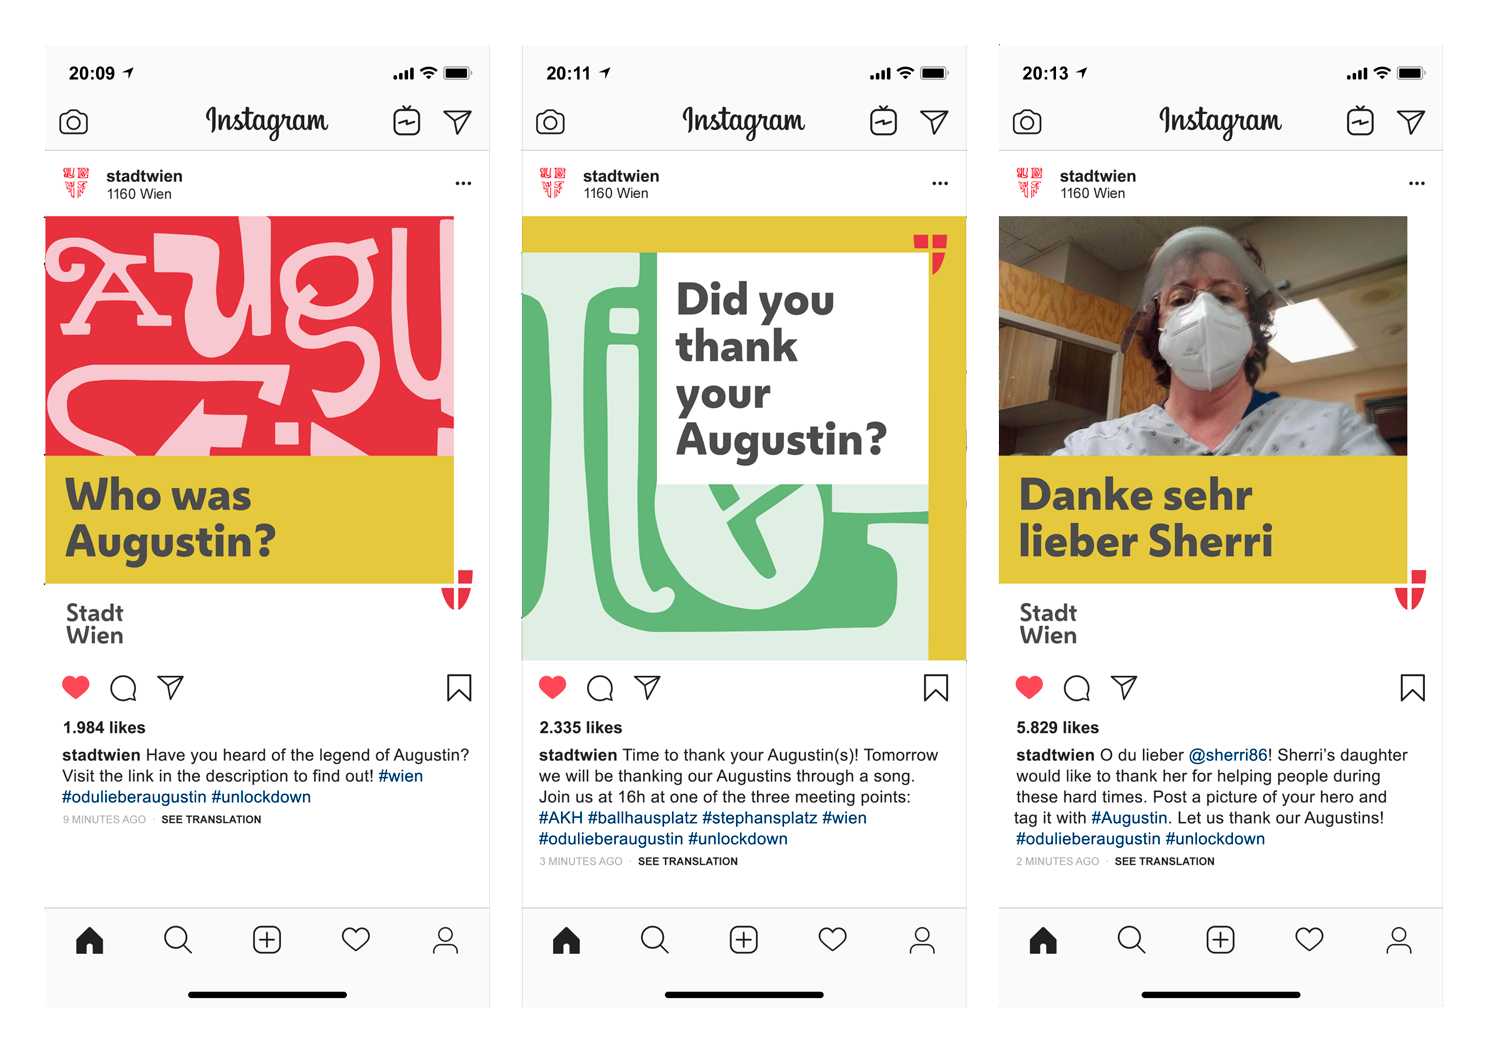 20:09
Instagram
stadtwien
1160 Wien
Augu
stin
Who was
Augustin?
Stadt
Wien
1.984 likes
stadtwien Have you heard of the legend of Augustin?
Visit the link in the description to find out! #wien
#odulieberaugustin #unlockdown
9 MINUTES AGO · SEE TRANSLATION
20:11
Instagram
stadtwien
1160 Wien
Did you
thank
your
Augustin?
2.335 likes
stadtwien Time to thank your Augustin(s)! Tomorrow
we will be thanking our Augustins through a song.
Join us at 16h at one of the three meeting points:
#AKH #ballhausplatz #stephansplatz #wien
#odulieberaugustin #unlockdown
3 MINUTES AGO · SEE TRANSLATION
20:13
Instagram
stadtwien
1160 Wien
Danke sehr
lieber Sherri
Stadt
Wien
5.829 likes
stadtwien O du lieber @sherri86! Sherri's daughter
would like to thank her for helping people during
these hard times. Post a picture of your hero and
tag it with #Augustin. Let us thank our Augustins!
#odulieberaugustin #unlockdown
2 MINUTES AGO · SEE TRANSLATION